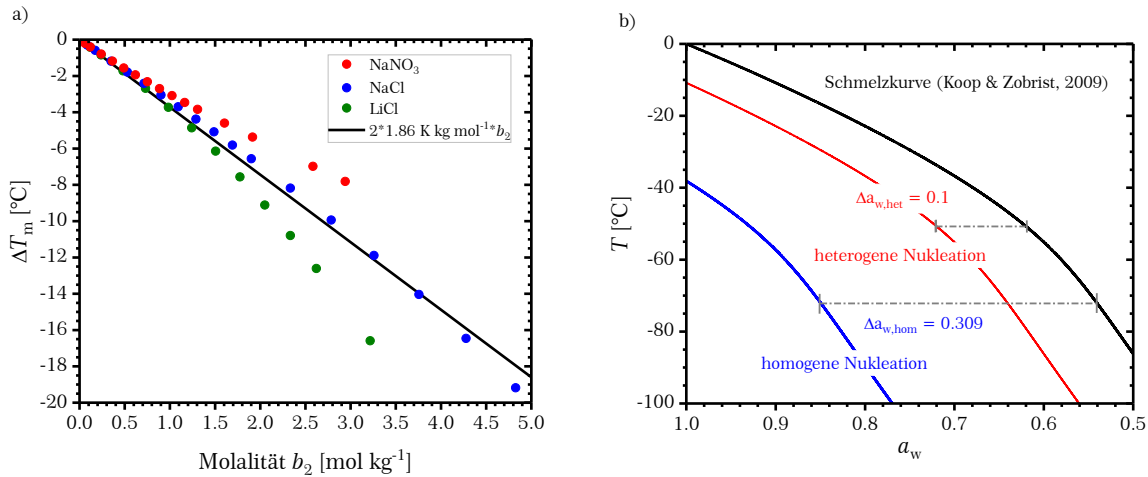 a)
0
-2
-4
-6
-8
-10
-12
-14
-16
-18
-20
ΔTm [°C]
NaNO3
NaCl
LiCl
2*1.86 K kg mol-1*b2
0.0 0.5 1.0 1.5 2.0 2.5 3.0 3.5 4.0 4.5 5.0
Molalität b2 [mol kg-1]
b)
0
-20
-40
-60
-80
-100
T [°C]
Schmelzkurve (Koop & Zobrist, 2009)
Δaw,het = 0.1
heterogene Nukleation
Δaw,hom = 0.309
homogene Nukleation
1.0 0.9 0.8 0.7 0.6 0.5
aw